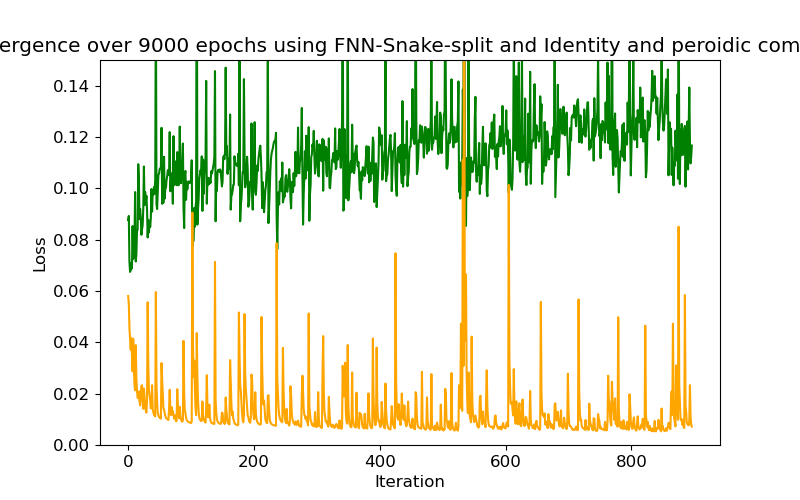 ergence over 9000 epochs using FNN-Snake-split and Identity and peroidic com
0.14
0.12
0.10
0.08
0.06
0.04
0.02
0.00
Loss
0 200 400 600 800
Iteration